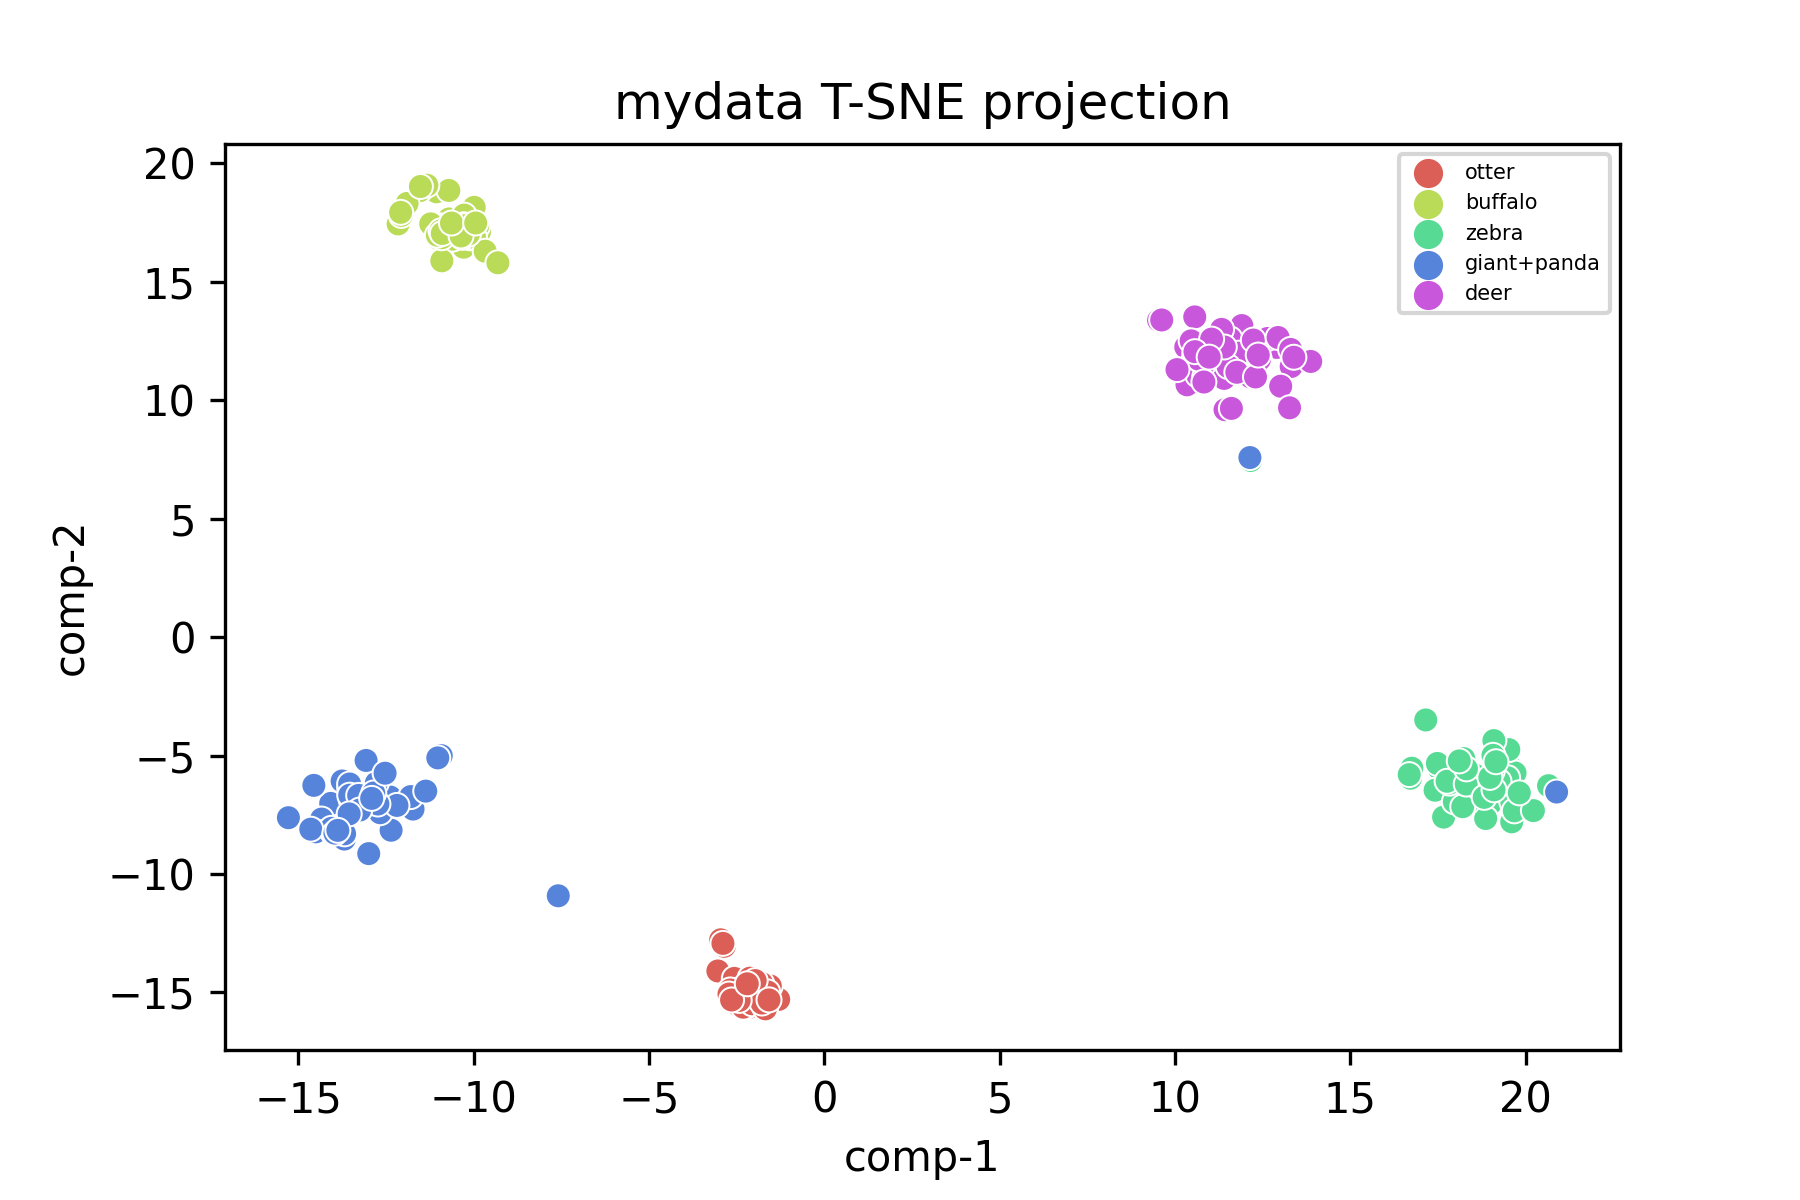 mydata T-SNE projection
otter
buffalo
zebra
giant+panda
deer
20
15
10
5
0
−5
−10
−15
comp-2
−15 −10 −5 0 5 10 15 20
comp-1